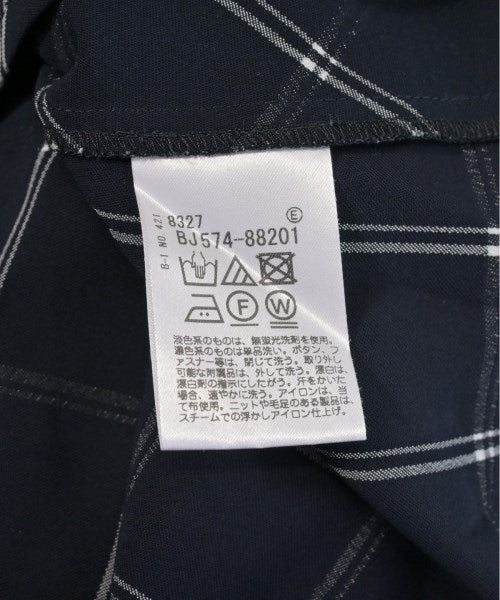 B-1 NO. 421
8327
E
BJ574-88201
F
W
淡色系のものは、無蛍光洗剤を使用。
濃色系のものは単品洗い。ボタン、フ
ァスナー等は、閉じて洗う。取り外し
可能な附属品は、外して洗う。漂白は、
漂白剤の指示にしたがう。汗をかいた
場合、速やかに洗う。アイロンは、当
て布使用。ニットや毛足のある製品は、
スチームでの浮かしアイロン仕上げ。